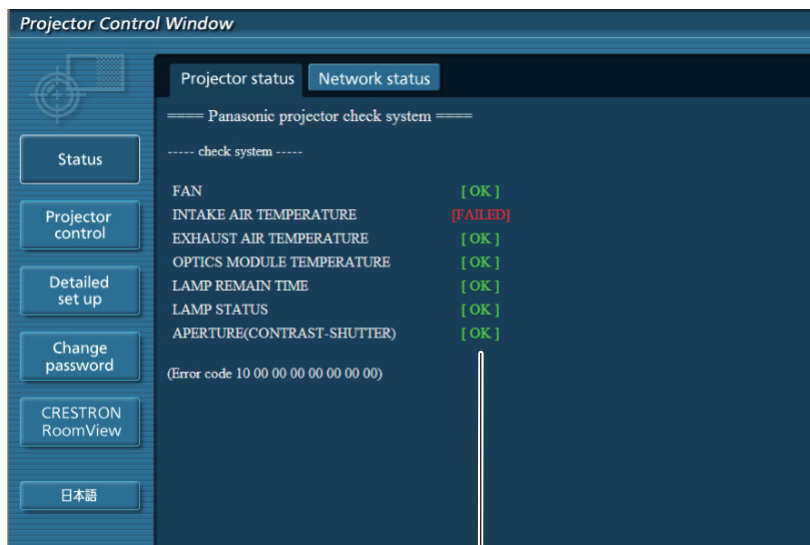 Projector Control Window
Projector status Network status
==== Panasonic projector check system ====
----- check system -----
FAN [ OK ]
INTAKE AIR TEMPERATURE [FAILED]
EXHAUST AIR TEMPERATURE [ OK ]
OPTICS MODULE TEMPERATURE [ OK ]
LAMP REMAIN TIME [ OK ]
LAMP STATUS [ OK ]
APERTURE(CONTRAST-SHUTTER) [ OK ]
(Error code 10 00 00 00 00 00 00 00)
Status
Projector
control
Detailed
set up
Change
password
CRESTRON
RoomView
日本語